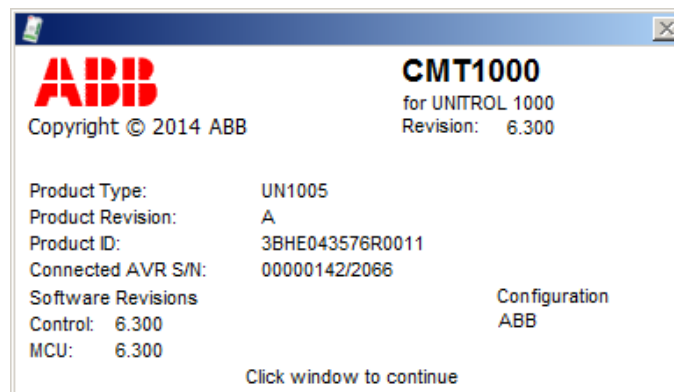 ABB
CMT1000
for UNITROL 1000
Copyright © 2014 ABB
Revision: 6.300
Product Type: UN1005
Product Revision: A
Product ID: 3BHE043576R0011
Connected AVR S/N: 00000142/2066
Software Revisions Configuration
Control: 6.300 ABB
MCU: 6.300
Click window to continue